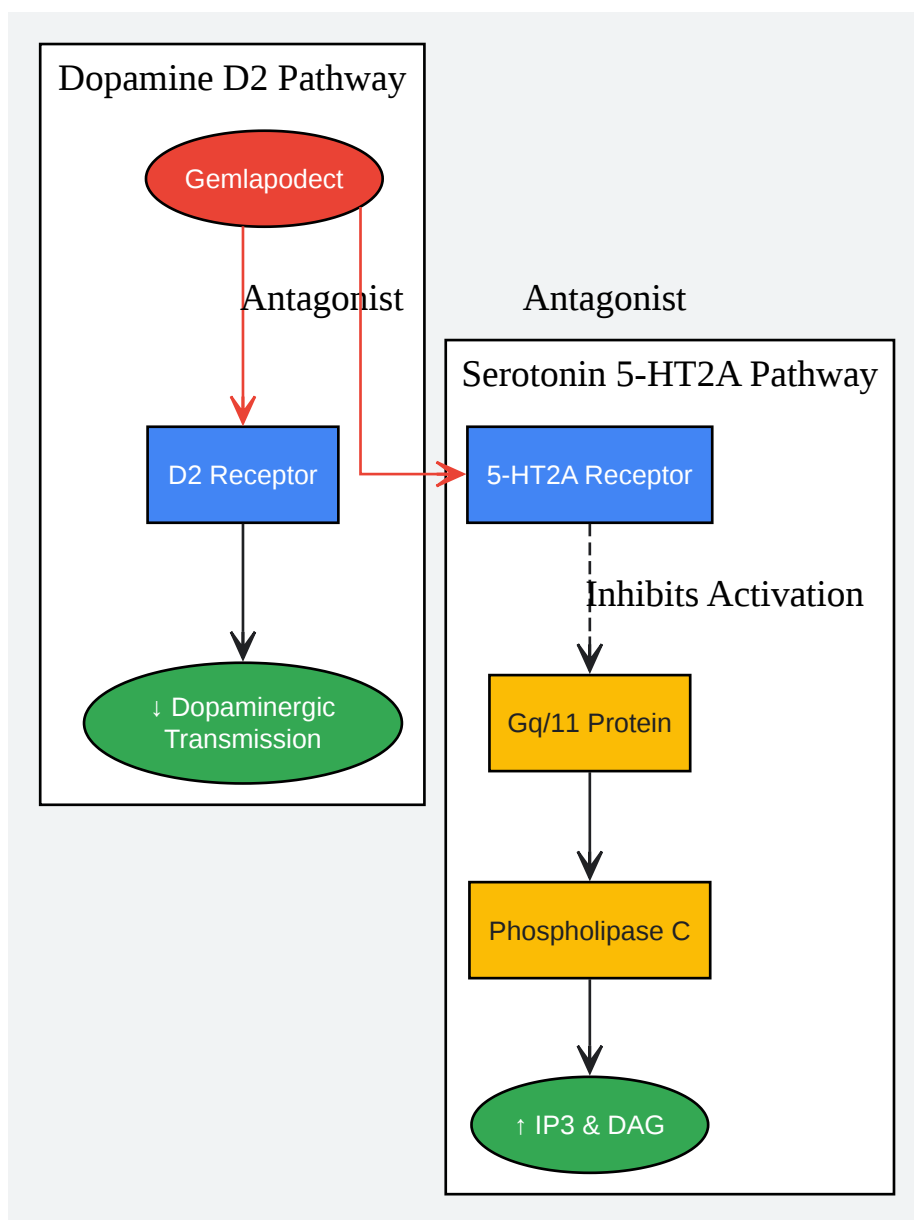 Dopamine D2 Pathway
Gemlapodect
Antagonist
Antagonist
Serotonin 5-HT2A Pathway
D2 Receptor
5-HT2A Receptor
Inhibits Activation
↓ Dopaminergic
Transmission
Gq/11 Protein
Phospholipase C
↑ IP3 & DAG